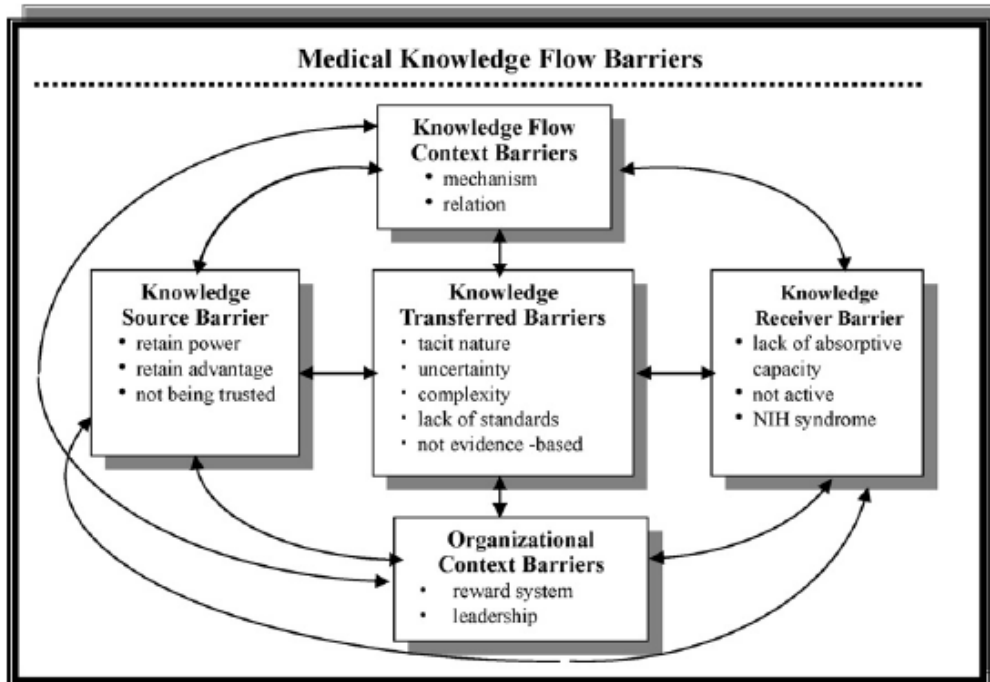 Medical Knowledge Flow Barriers
Knowledge Flow
Context Barriers
• mechanism
• relation
Knowledge
Source Barrier
• retain power
• retain advantage
• not being trusted
Knowledge
Transferred Barriers
· tacit nature
· uncertainty
· complexity
· lack of standards
· not evidence -based
Knowledge
Receiver Barrier
• lack of absorptive
capacity
• not active
• NIH syndrome
Organizational
Context Barriers
• reward system
• leadership